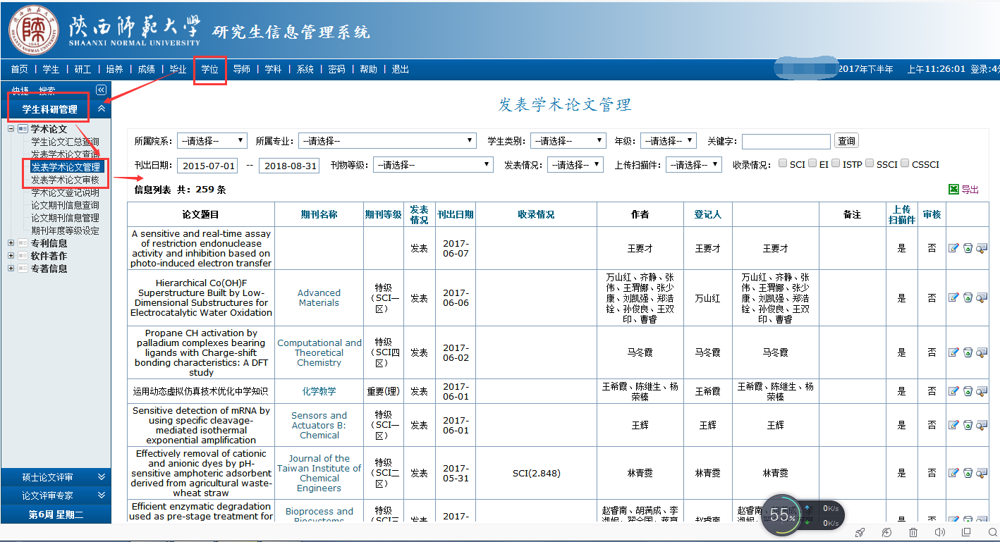 陕西师范大学 研究生信息管理系统
SHAANXI NORMAL UNIVERSITY
首页 | 学生 | 研工 | 培养 | 成绩 | 毕业 | 学位 | 导师 | 学科 | 系统 | 密码 | 帮助 | 退出
2017年下半年 上午11:26:01 登录:4
快捷 搜索
学生科研管理
学术论文
学生论文汇总查询
发表学术论文查询
发表学术论文管理
发表学术论文审核
学术论文登记说明
论文期刊信息查询
论文期刊信息管理
期刊年度等级设定
专利信息
软件著作
专著信息
硕士论文评审
论文评审专家
第6周 星期二
发表学术论文管理
所属院系: --请选择-- 所属专业: --请选择-- 学生类别: --请选择-- 年级: --请选择-- 关键字: 查询
刊出日期: 2015-07-01 -- 2018-08-31 刊物等级: --请选择-- 发表情况: --请选择-- 上传扫描件: --请选择-- 收录情况: SCI EI ISTP SSCI CSSCI
信息列表 共: 259 条
导出
论文题目 期刊名称 期刊等级 发表情况 刊出日期 收录情况 作者 登记人 备注 上传扫描件 审核
A sensitive and real-time assay
of restriction endonuclease
activity and inhibition based on
photo-induced electron transfer
发表
2017-
06-07
王要才 王要才 王要才 是 否
Hierarchical Co(OH)F
Superstructure Built by Low-
Dimensional Substructures for
Electrocatalytic Water Oxidation
Advanced
Materials
特级
（SCI一
区）
发表
2017-
06-06
万山红、齐静、张
伟、王渭娜、张少
康、刘凯强、郑浩
铨、孙俊良、王双
印、曹睿
万山红
万山红、齐静、张
伟、王渭娜、张少
康、刘凯强、郑浩
铨、孙俊良、王双
印、曹睿
是 否
Propane CH activation by
palladium complexes bearing
ligands with Charge-shift
bonding characteristics: A DFT
study
Computational and
Theoretical
Chemistry
特级
（SCI四
区）
发表
2017-
06-02
马冬霞 马冬霞 马冬霞 是 否
运用动态虚拟仿真技术优化中学知识 化学教学 重要(理) 发表
2017-
06-01
王希霞、陈继生、杨
荣榛
王希霞
王希霞、陈继生、杨
荣榛
是 否
Sensitive detection of mRNA by
using specific cleavage-
mediated isothermal
exponential amplification
Sensors and
Actuators B:
Chemical
特级
（SCI一
区）
发表
2017-
06-01
王辉 王辉 王辉 是 否
Effectively removal of cationic
and anionic dyes by pH-
sensitive amphoteric adsorbent
derived from agricultural waste-
wheat straw
Journal of the
Taiwan Institute of
Chemical
Engineers
特级
（SCI二
区）
发表
2017-
05-31
SCI(2.848)
林青雯 林青雯 林青雯 是 否
Efficient enzymatic degradation
used as pre-stage treatment for
Bioprocess and
Biosystems
特级
（SCI三
发表
2017-
赵睿南、胡满成、李
赵睿南
是 否
55%
0K/s
0K/s